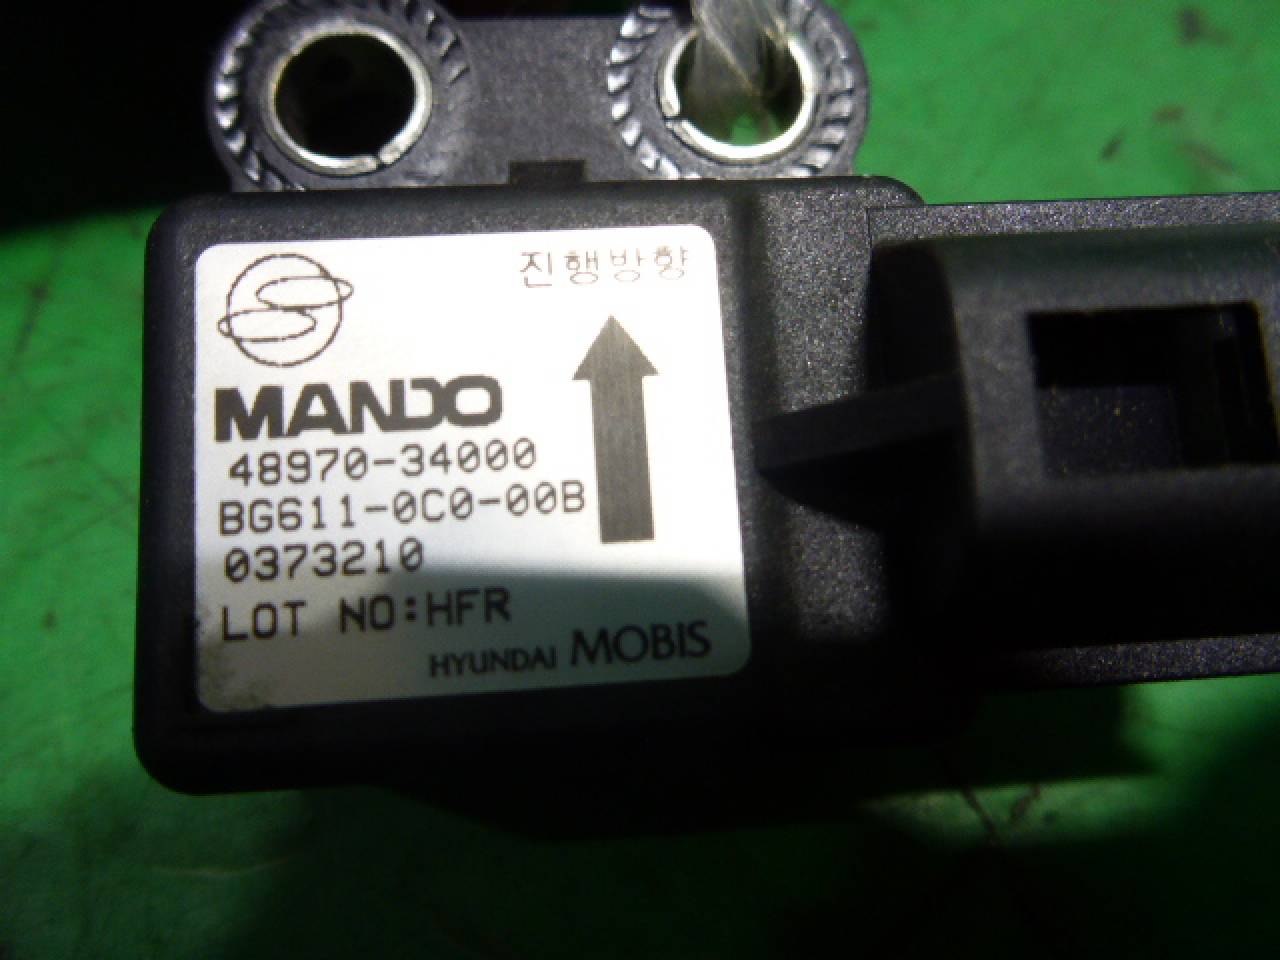 진행방향
MANDO
48970-34000
BG611-0C0-00B
0373210
LOT NO:HFR
HYUNDAI MOBIS